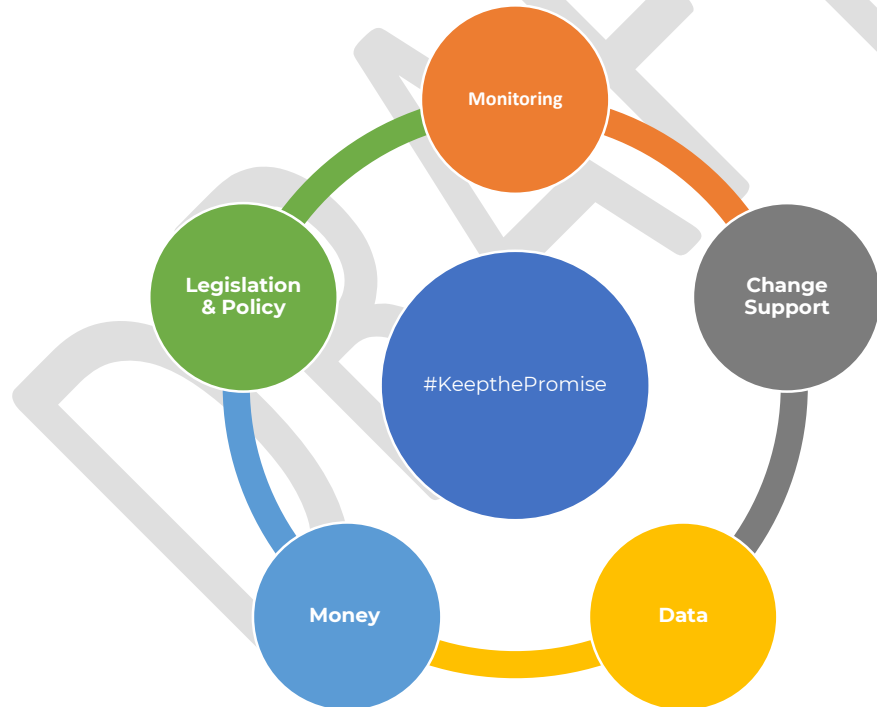 Monitoring
Legislation
& Policy
Change
Support
#KeepthePromise
Money
Data